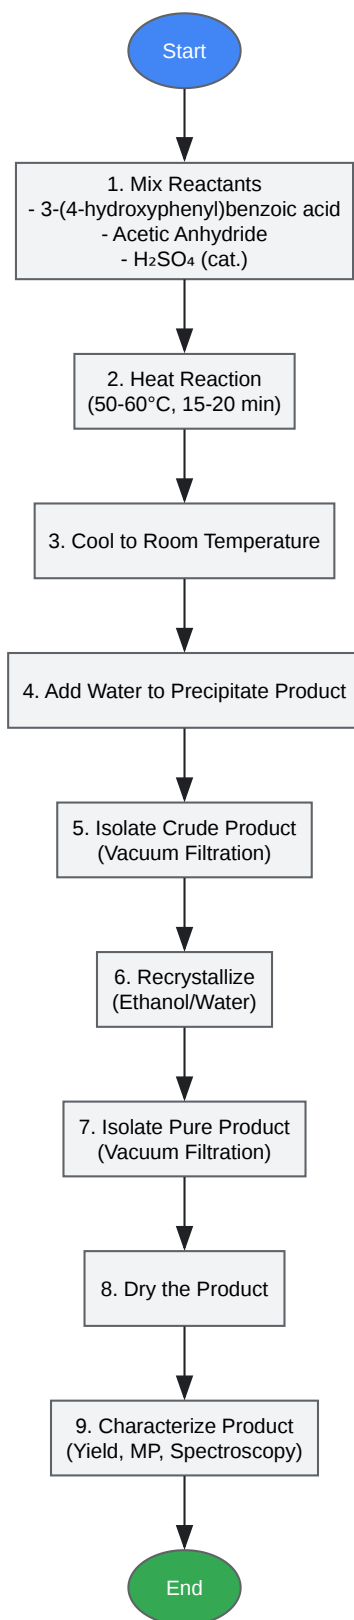 Start
1. Mix Reactants
- 3-(4-hydroxyphenyl)benzoic acid
- Acetic Anhydride
- H₂SO₄ (cat.)
2. Heat Reaction
(50-60°C, 15-20 min)
3. Cool to Room Temperature
4. Add Water to Precipitate Product
5. Isolate Crude Product
(Vacuum Filtration)
6. Recrystallize
(Ethanol/Water)
7. Isolate Pure Product
(Vacuum Filtration)
8. Dry the Product
9. Characterize Product
(Yield, MP, Spectroscopy)
End